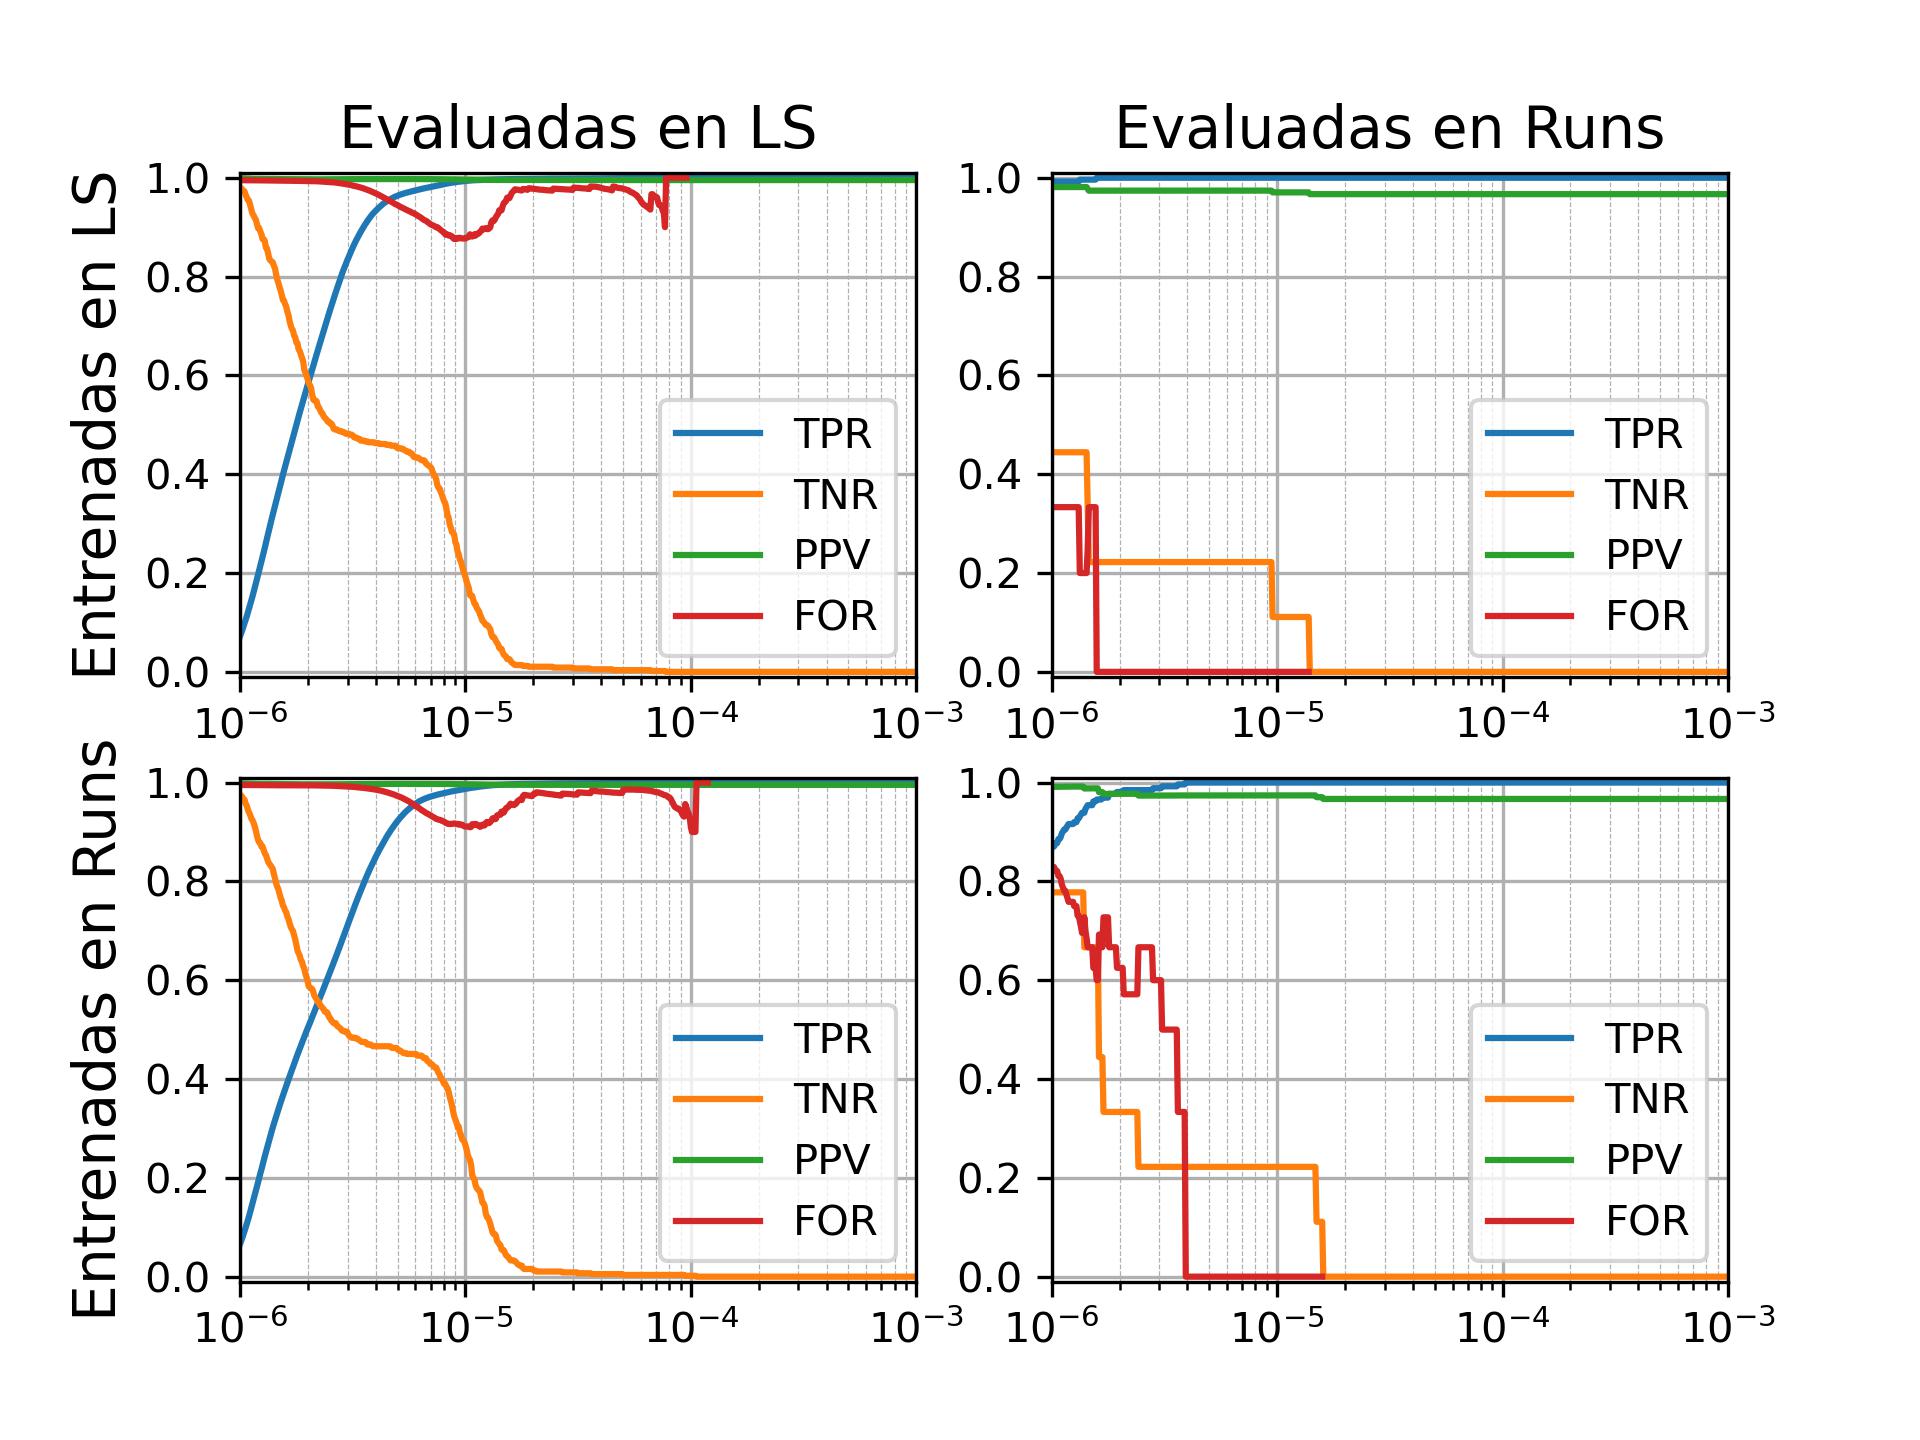 Evaluadas en LS
Evaluadas en Runs
Entrenadas en LS
1.0
0.8
0.6
0.4
0.2
0.0
10⁻⁶ 10⁻⁵ 10⁻⁴ 10⁻³
TPR
TNR
PPV
FOR
1.0
0.8
0.6
0.4
0.2
0.0
10⁻⁶ 10⁻⁵ 10⁻⁴ 10⁻³
TPR
TNR
PPV
FOR
Entrenadas en Runs
1.0
0.8
0.6
0.4
0.2
0.0
10⁻⁶ 10⁻⁵ 10⁻⁴ 10⁻³
TPR
TNR
PPV
FOR
1.0
0.8
0.6
0.4
0.2
0.0
10⁻⁶ 10⁻⁵ 10⁻⁴ 10⁻³
TPR
TNR
PPV
FOR